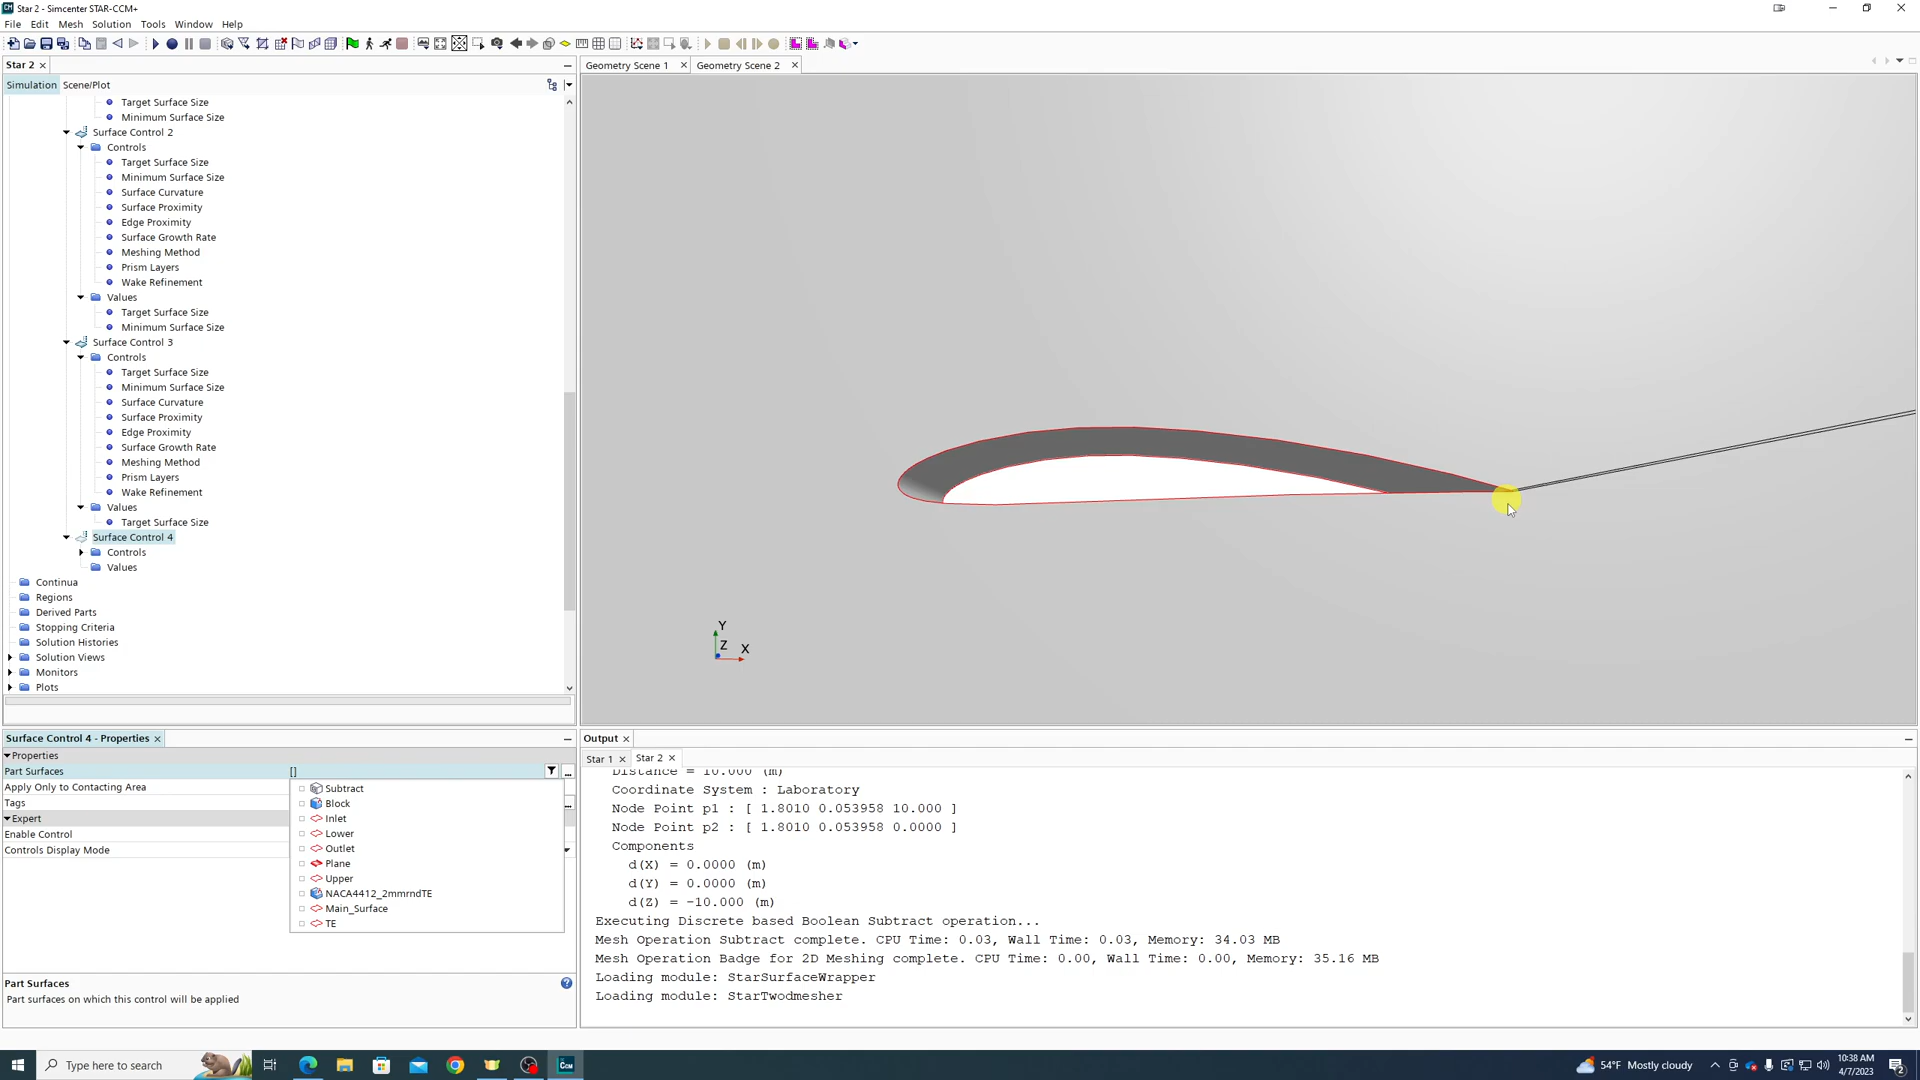 Star 2 - Simcenter STAR-CCM+
File Edit Mesh Solution Tools Window Help
Star 2
Simulation Scene/Plot
Target Surface Size
Minimum Surface Size
Surface Control 2
Controls
Target Surface Size
Minimum Surface Size
Surface Curvature
Surface Proximity
Edge Proximity
Surface Growth Rate
Meshing Method
Prism Layers
Wake Refinement
Values
Target Surface Size
Minimum Surface Size
Surface Control 3
Controls
Target Surface Size
Minimum Surface Size
Surface Curvature
Surface Proximity
Edge Proximity
Surface Growth Rate
Meshing Method
Prism Layers
Wake Refinement
Values
Target Surface Size
Surface Control 4
Controls
Values
Continua
Regions
Derived Parts
Stopping Criteria
Solution Histories
Solution Views
Monitors
Plots
Geometry Scene 1 Geometry Scene 2
Y
Z X
Surface Control 4 - Properties
Properties
Part Surfaces []
Apply Only to Contacting Area
Tags
Expert
Enable Control
Controls Display Mode
Subtract
Block
Inlet
Lower
Outlet
Plane
Upper
NACA4412_2mmrndTE
Main_Surface
TE
Part Surfaces
Part surfaces on which this control will be applied
Output
Star 1 Star 2
Distance = 10.000 (m)
Coordinate System : Laboratory
Node Point p1 : [ 1.8010 0.053958 10.000 ]
Node Point p2 : [ 1.8010 0.053958 0.0000 ]
Components
d(X) = 0.0000 (m)
d(Y) = 0.0000 (m)
d(Z) = -10.000 (m)
Executing Discrete based Boolean Subtract operation...
Mesh Operation Subtract complete. CPU Time: 0.03, Wall Time: 0.03, Memory: 34.03 MB
Mesh Operation Badge for 2D Meshing complete. CPU Time: 0.00, Wall Time: 0.00, Memory: 35.16 MB
Loading module: StarSurfaceWrapper
Loading module: StarTwodmesher
Type here to search
54°F Mostly cloudy
10:38 AM
4/7/2023